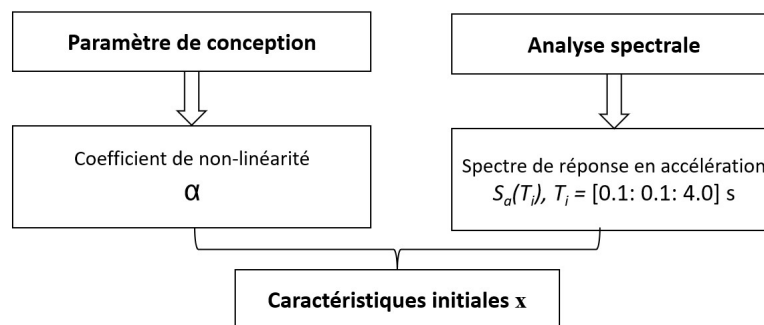 Paramètre de conception
Analyse spectrale
Coefficient de non-linéarité
α
Spectre de réponse en accélération
Sₐ(Tᵢ), Tᵢ = [0.1: 0.1: 4.0] s
Caractéristiques initiales x